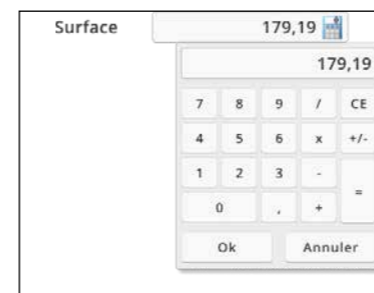 Surface 179,19
179,19
7 8 9 / CE
4 5 6 x +/-
1 2 3 -
=
0 , +
Ok Annuler